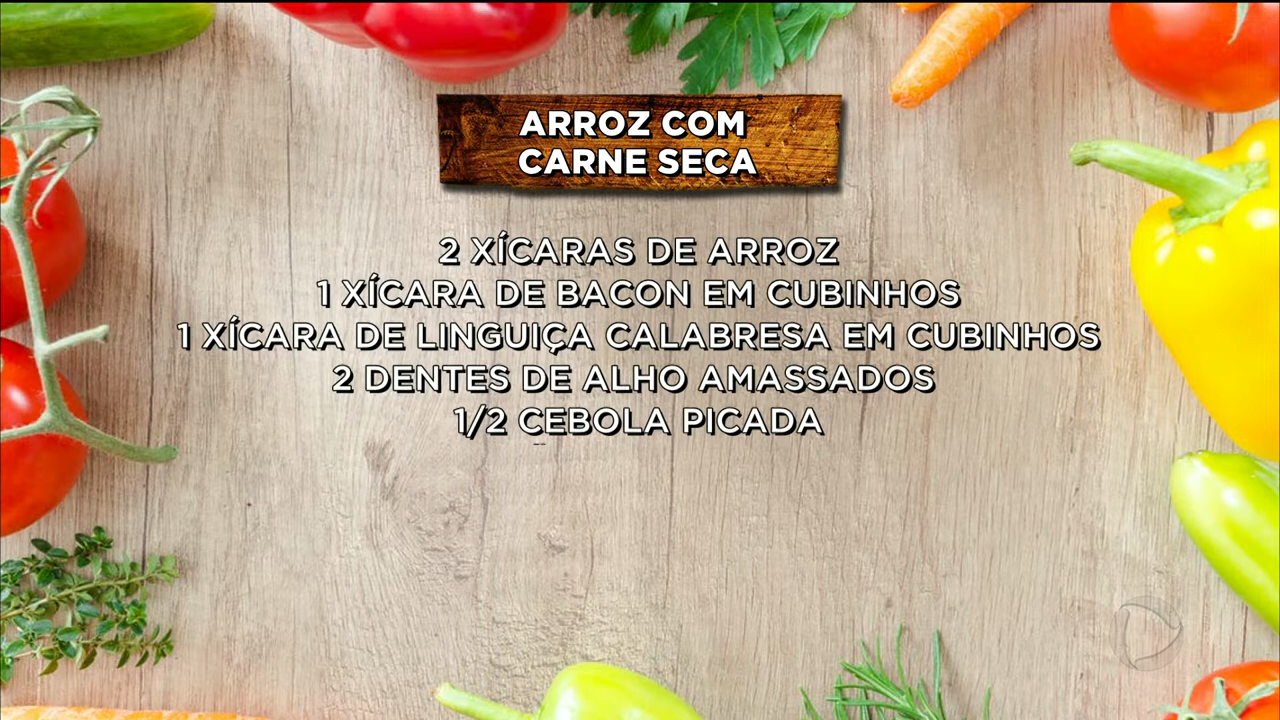 ARROZ COM
CARNE SECA
2 XÍCARAS DE ARROZ
1 XÍCARA DE BACON EM CUBINHOS
1 XÍCARA DE LINGUIÇA CALABRESA EM CUBINHOS
2 DENTES DE ALHO AMASSADOS
1/2 CEBOLA PICADA